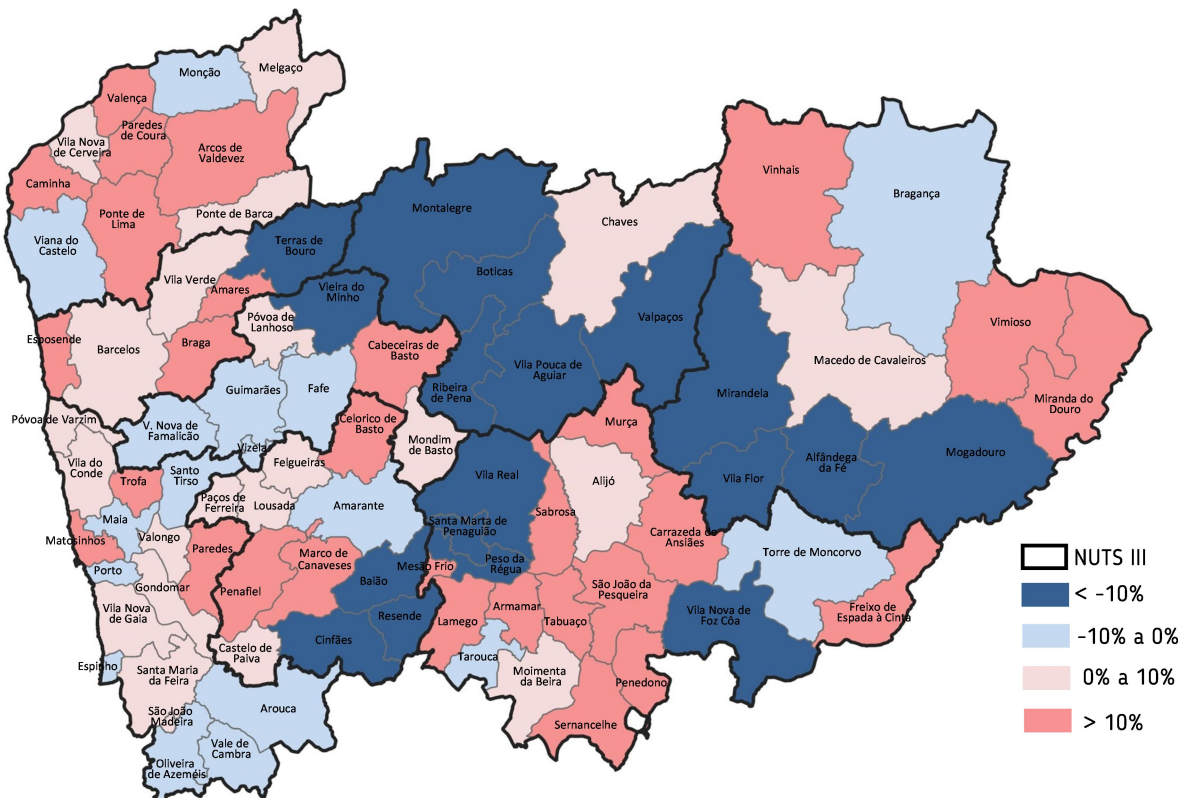 Monção
Melgaço
Valença
Paredes
de Coura
Vila Nova
de Cerveira
Arcos de
Valdevez
Caminha
Ponte de
Lima
Ponte de Barca
Viana do
Castelo
Terras de
Bouro
Vila Verde
Amares
Vieira do
Minho
Póvoa de
Lanhoso
Esposende
Barcelos
Braga
Cabeceiras de
Basto
Guimarães
Fafe
Póvoa de Varzim
V. Nova de
Famalicão
Vizela
Celorico de
Basto
Mondim
de Basto
Vila do
Conde
Trofa
Santo
Tirso
Felgueiras
Paços de
Ferreira
Lousada
Amarante
Maia
Matosinhos
Valongo
Paredes
Porto
Gondomar
Penafiel
Marco de
Canaveses
Baião
Mesão Frio
Vila Nova
de Gaia
Castelo de
Paiva
Cinfães
Resende
Espinho
Santa Maria
da Feira
São João
Madeira
Arouca
Vale de
Cambra
Oliveira
de Azeméis
Montalegre
Boticas
Chaves
Valpaços
Ribeira
de Pena
Vila Pouca de
Aguiar
Murça
Vila Real
Alijó
Sabrosa
Santa Marta de
Penaguião
Peso da
Régua
Carrazeda de
Ansiães
Lamego
Armamar
Tabuaço
São João da
Pesqueira
Tarouca
Moimenta
da Beira
Penedono
Sernancelhe
Vinhais
Bragança
Mirandela
Macedo de Cavaleiros
Vimioso
Miranda do
Douro
Vila Flor
Alfândega
da Fé
Mogadouro
Torre de Moncorvo
Vila Nova de
Foz Côa
Freixo de
Espada à Cinta
NUTS III
< -10%
-10% a 0%
0% a 10%
> 10%